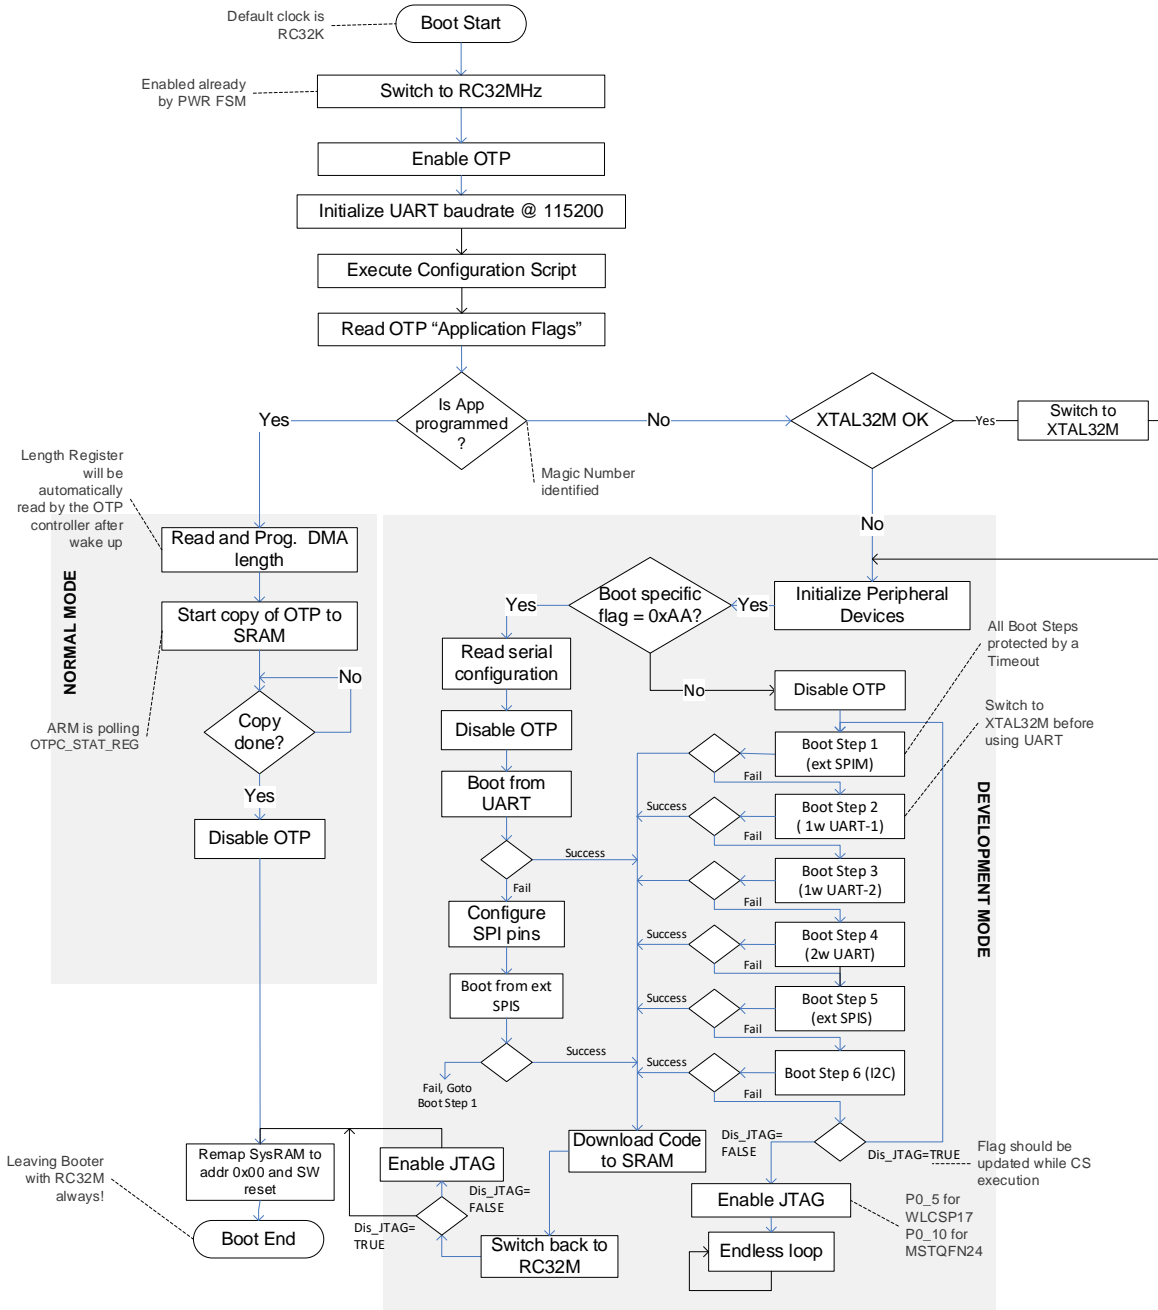 Default clock is
RC32K
Boot Start
Enabled already
by PWR FSM
Switch to RC32MHz
Enable OTP
Initialize UART baudrate @ 115200
Execute Configuration Script
Read OTP “Application Flags”
Is App
programmed
?
Yes
No
Magic Number
identified
XTAL32M OK
Yes
Switch to
XTAL32M
No
Length Register
will be
automatically
read by the OTP
controller after
wake up
NORMAL MODE
Read and Prog. DMA
length
Start copy of OTP to
SRAM
No
Copy
done?
ARM is polling
OTPC_STAT_REG
Yes
Disable OTP
Initialize Peripheral
Devices
Yes
Boot specific
flag = 0xAA?
Yes
No
Read serial
configuration
Disable OTP
Boot from
UART
Success
Fail
Configure
SPI pins
Boot from ext
SPIS
Success
Fail, Goto
Boot Step 1
Disable OTP
All Boot Steps
protected by a
Timeout
Switch to
XTAL32M before
using UART
DEVELOPMENT MODE
Boot Step 1
(ext SPIM)
Fail
Boot Step 2
( 1w UART-1)
Success
Fail
Boot Step 3
(1w UART-2)
Success
Fail
Boot Step 4
(2w UART)
Success
Fail
Boot Step 5
(ext SPIS)
Success
Fail
Boot Step 6 (I2C)
Success
Fail
Dis_JTAG=
FALSE
Dis_JTAG=TRUE
Flag should be
updated while CS
execution
Enable JTAG
P0_5 for
WLCSP17
P0_10 for
MSTQFN24
Endless loop
Download Code
to SRAM
Switch back to
RC32M
Dis_JTAG=
FALSE
Dis_JTAG=
TRUE
Enable JTAG
Remap SysRAM to
addr 0x00 and SW
reset
Leaving Booter
with RC32M
always!
Boot End